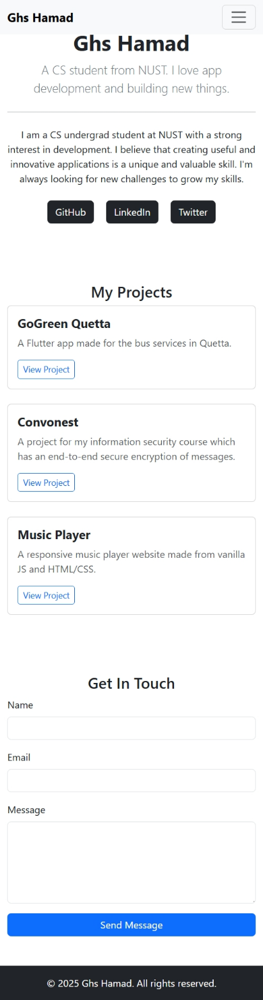 Ghs Hamad
Ghs Hamad
A CS student from NUST. I love app
development and building new things.
I am a CS undergrad student at NUST with a strong
interest in development. I believe that creating useful and
innovative applications is a unique and valuable skill. I'm
always looking for new challenges to grow my skills.
GitHub LinkedIn Twitter
My Projects
GoGreen Quetta
A Flutter app made for the bus services in Quetta.
View Project
Convonest
A project for my information security course which
has an end-to-end secure encryption of messages.
View Project
Music Player
A responsive music player website made from vanilla
JS and HTML/CSS.
View Project
Get In Touch
Name
Email
Message
Send Message
© 2025 Ghs Hamad. All rights reserved.